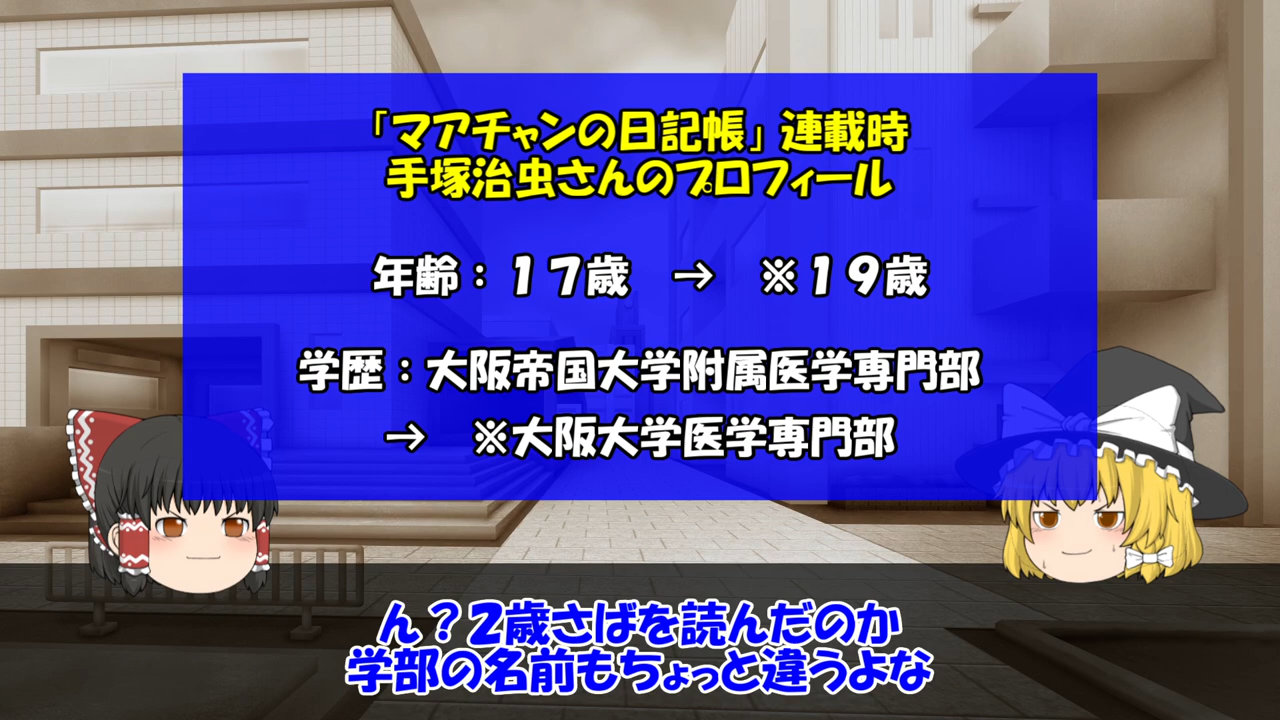 「マアチャンの日記帳」連載時
手塚治虫さんのプロフィール
年齢：１７歳　→　※１９歳
学歴：大阪帝国大学附属医学専門部
→　※大阪大学医学専門部
ん？２歳さばを読んだのか
学部の名前もちょっと違うよな